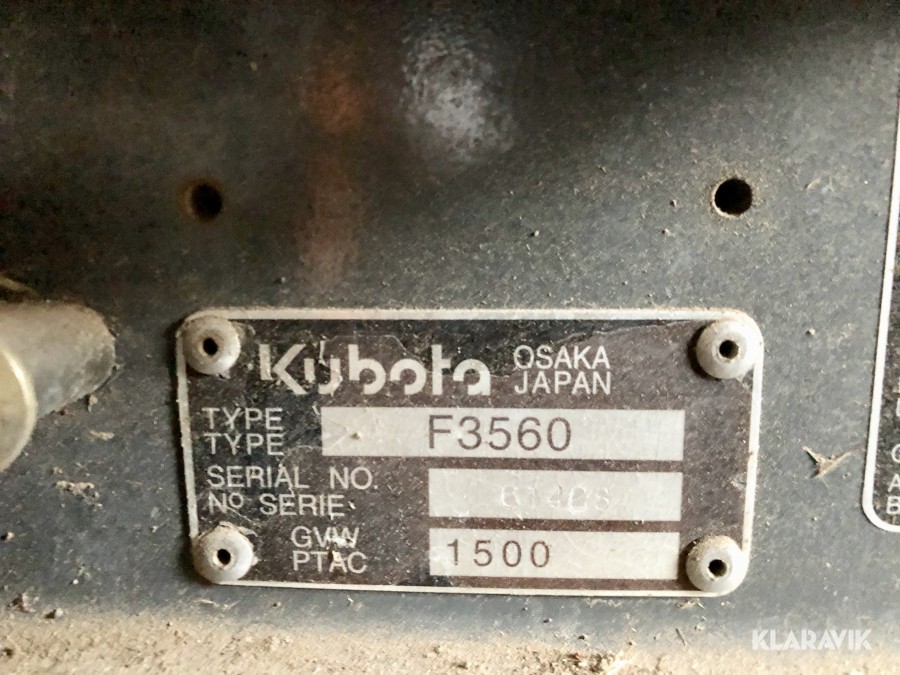 Kubota OSAKA JAPAN
TYPE
TYPE F3560
SERIAL NO.
Nº SERIE
GVW
PTAC 1500
KLARAVIK